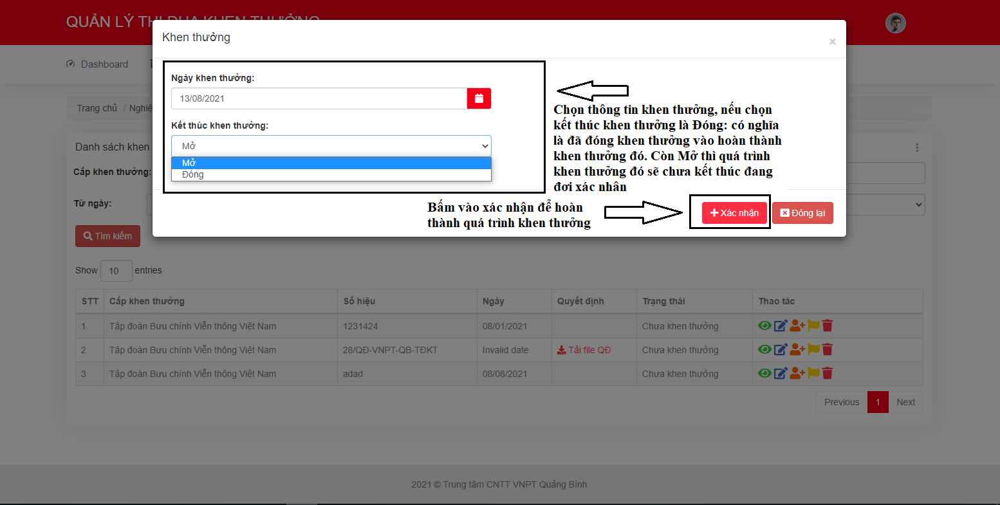 QUẢN LÝ THI ĐUA KHEN THƯỞNG
Khen thưởng
×
Dashboard
Ngày khen thưởng:
13/08/2021
Kết thúc khen thưởng:
Mở
Mở
Đóng
Chọn thông tin khen thưởng, nếu chọn
kết thúc khen thưởng là Đóng: có nghĩa
là đã đóng khen thưởng vào hoàn thành
khen thưởng đó. Còn Mở thì quá trình
khen thưởng đó sẽ chưa kết thúc đang
đơi xác nhân
Bấm vào xác nhận để hoàn
thành quá trình khen thưởng
Xác nhận
Đóng lại
Trang chủ / Nghiệ
Danh sách khen
Cấp khen thưởng:
Từ ngày:
Tìm kiếm
Show 10 entries
STT Cấp khen thưởng Số hiệu Ngày Quyết định Trạng thái Thao tác
1 Tập đoàn Bưu chính Viễn thông Việt Nam 1231424 08/01/2021 Chưa khen thưởng
2 Tập đoàn Bưu chính Viễn thông Việt Nam 28/QĐ-VNPT-QB-TĐKT Invalid date Tải file QĐ Chưa khen thưởng
3 Tập đoàn Bưu chính Viễn thông Việt Nam adad 08/08/2021 Chưa khen thưởng
Previous 1 Next
2021 © Trung tâm CNTT VNPT Quảng Bình